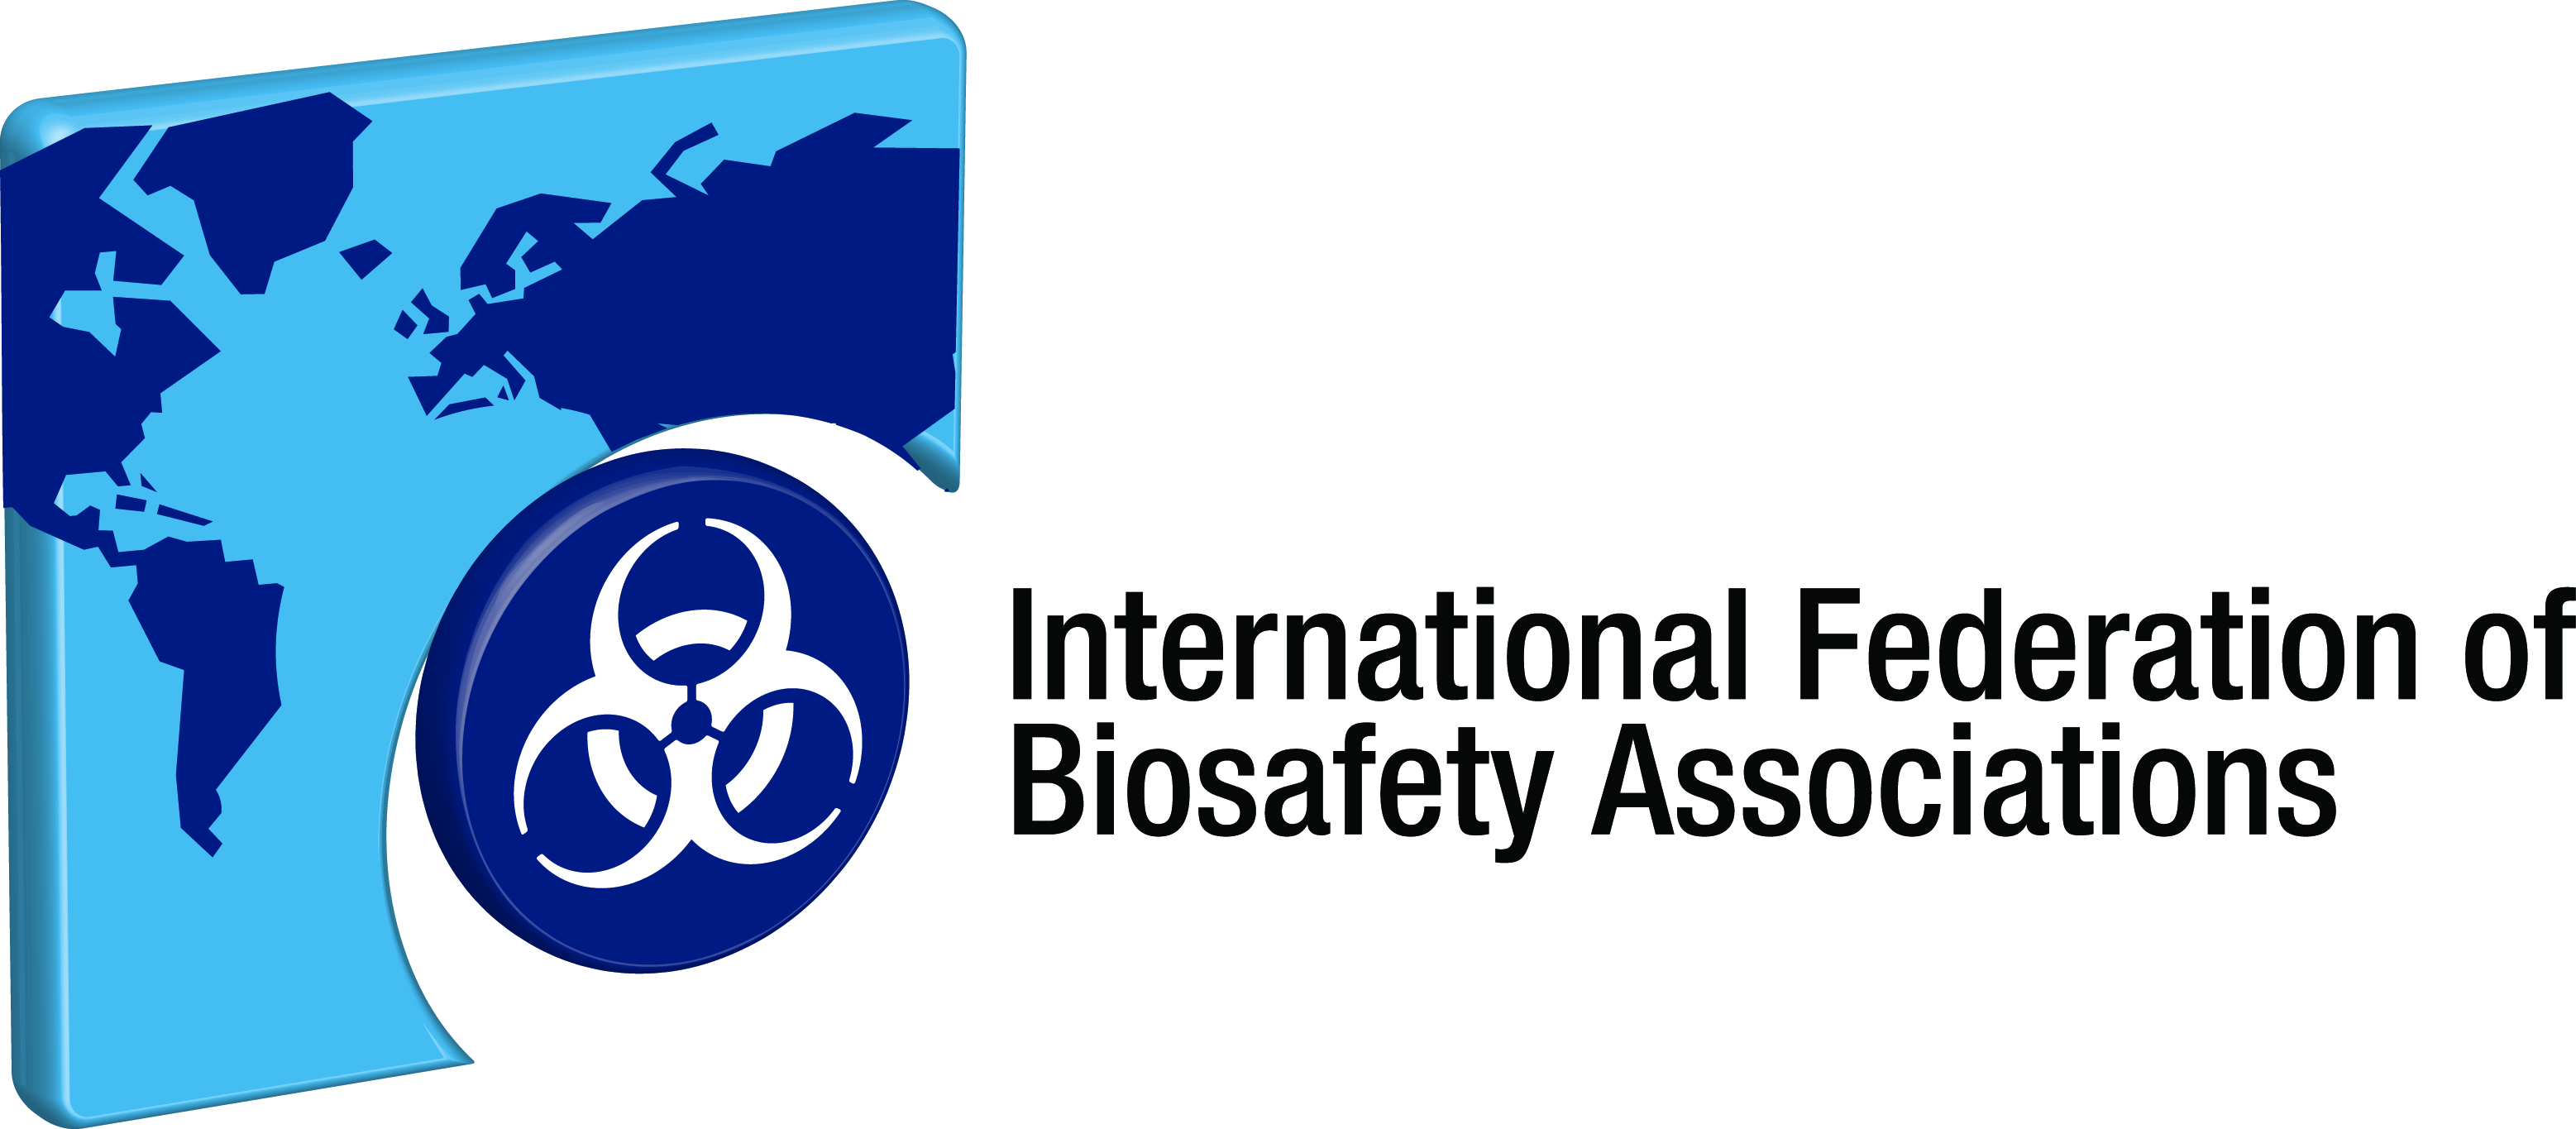 International Federation of
Biosafety Associations